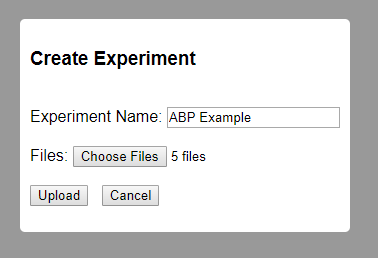 Create Experiment
Experiment Name: ABP Example
Files: Choose Files 5 files
Upload Cancel